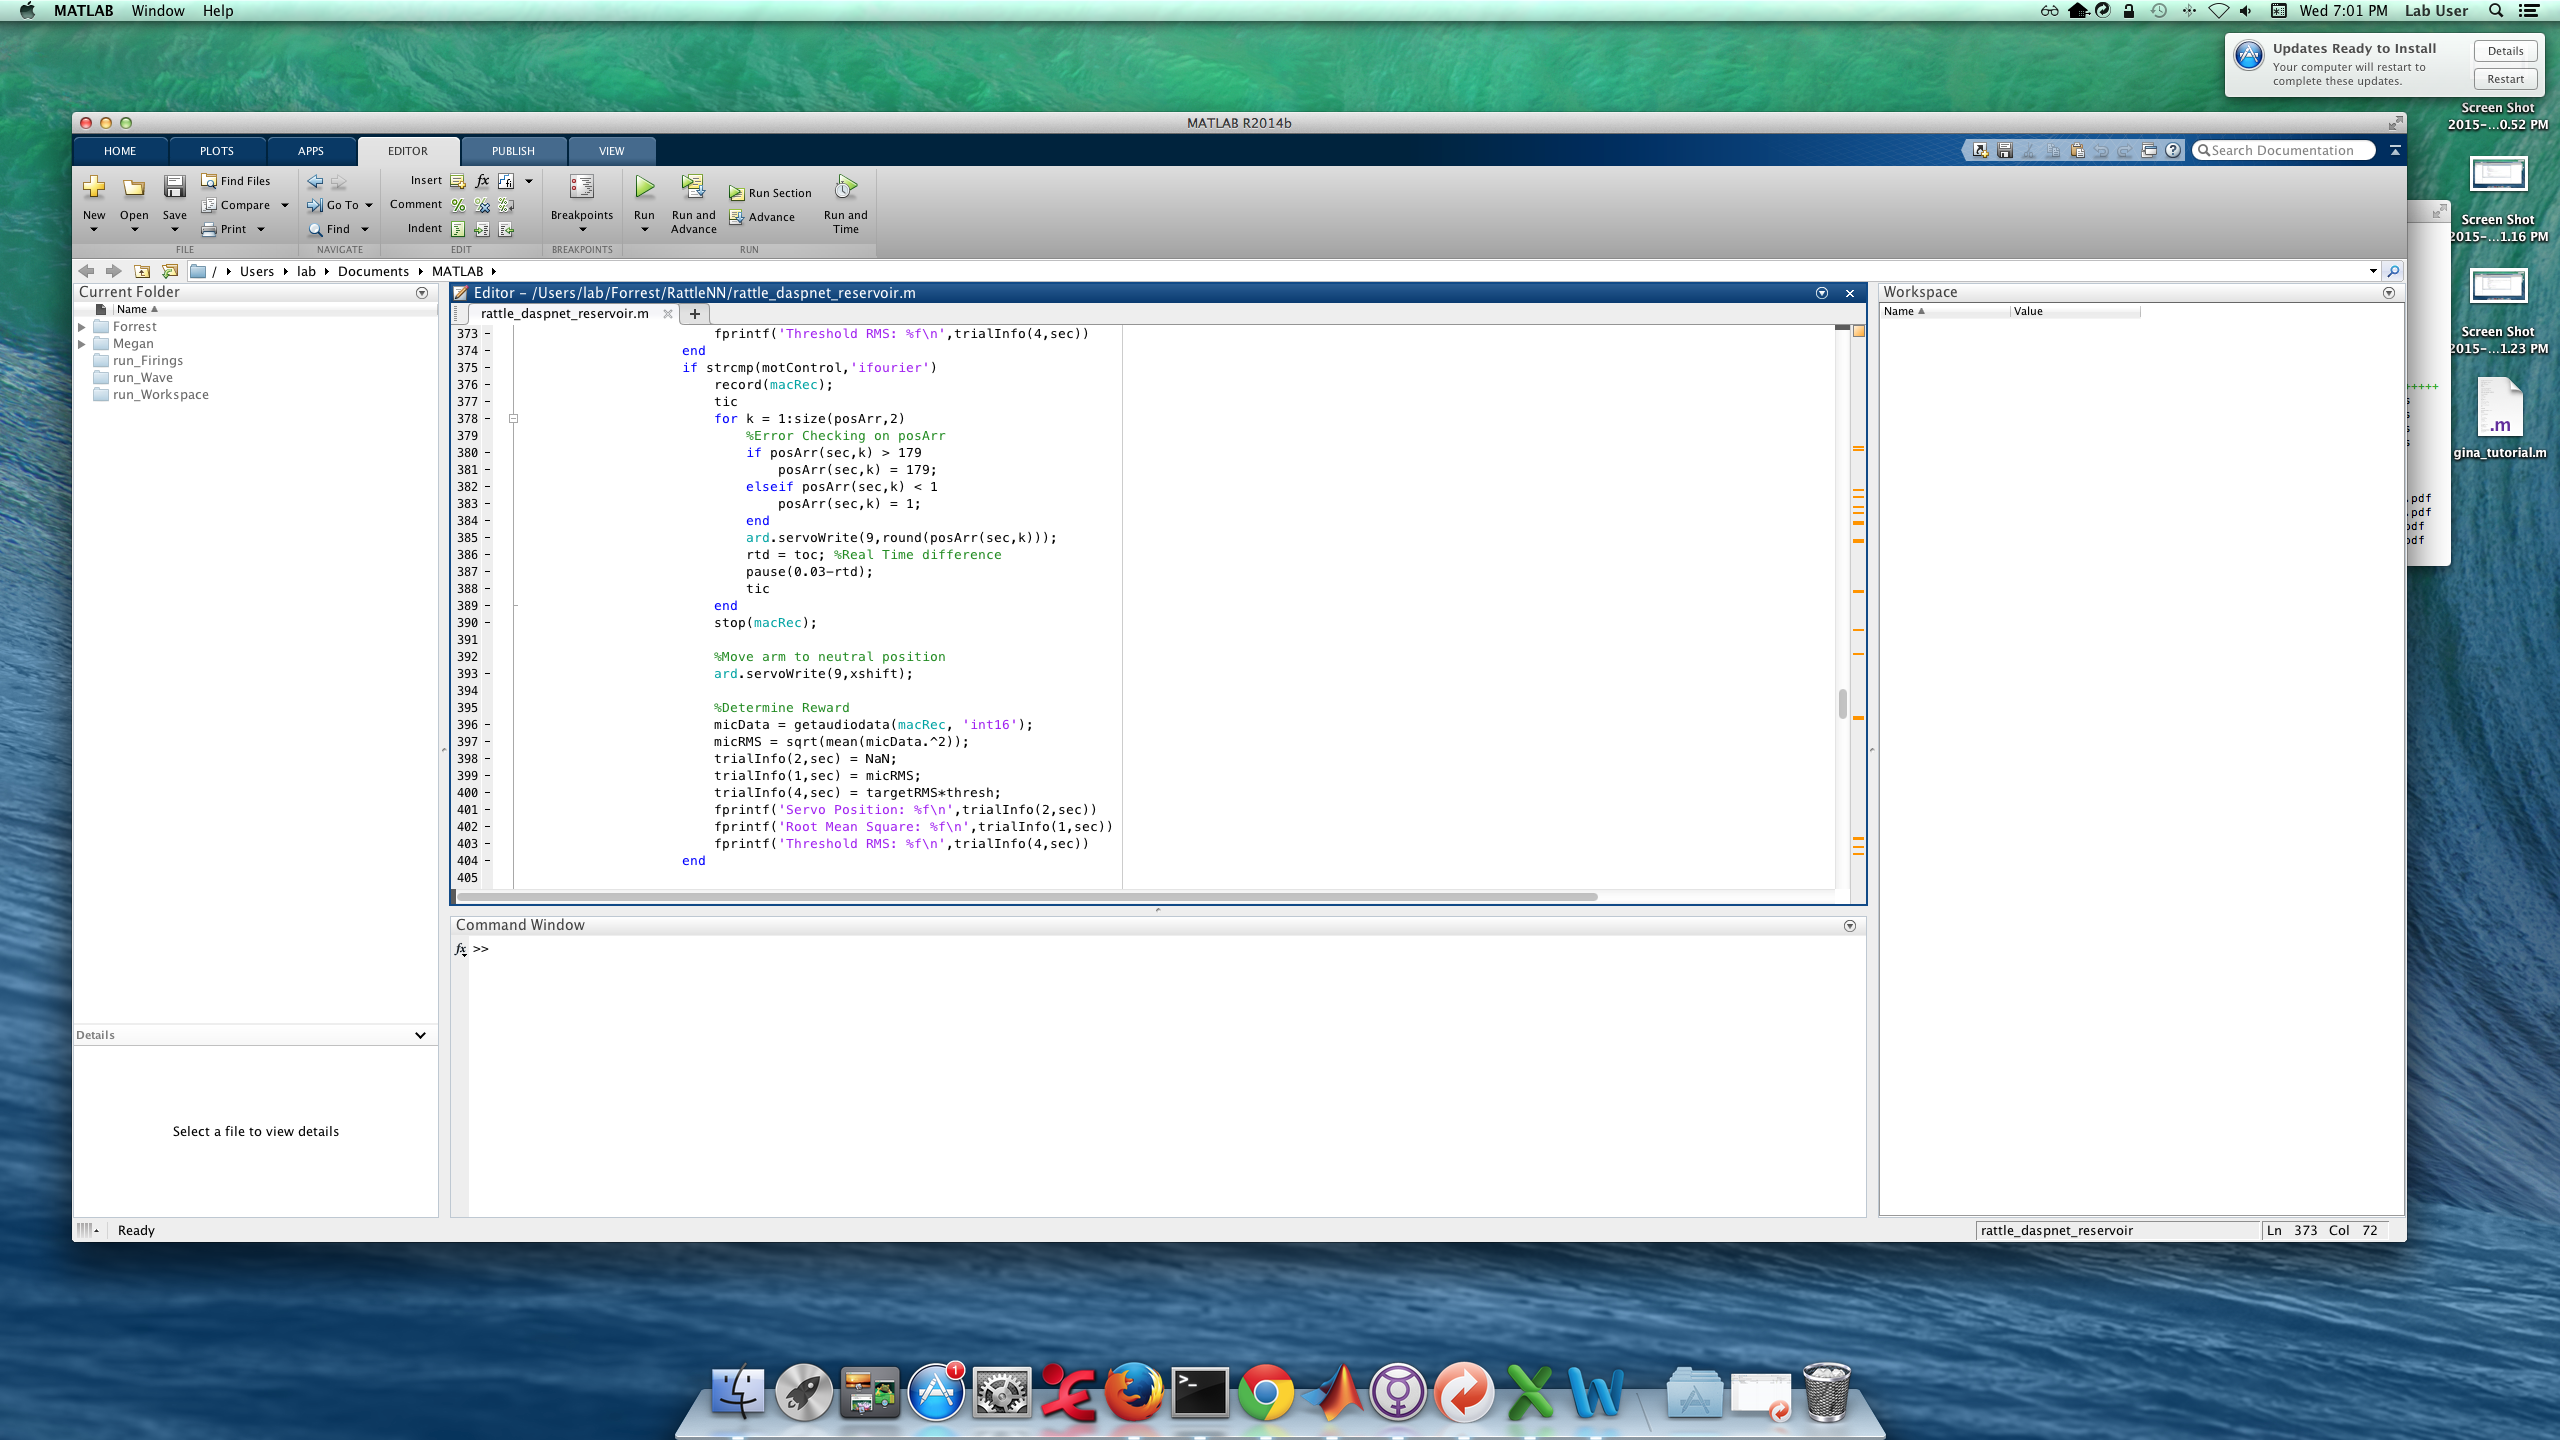 MATLAB Window Help
Wed 7:01 PM Lab User
Updates Ready to Install
Your computer will restart to
complete these updates.
Details
Restart
Screen Shot
2015-...0.52 PM
Screen Shot
2015-...1.16 PM
Screen Shot
2015-...1.23 PM
.m
gina_tutorial.m
MATLAB R2014b
HOME PLOTS APPS EDITOR PUBLISH VIEW
Search Documentation
New Open Save
Find Files
Compare
Print
FILE
Go To
Find
NAVIGATE
Insert fx
Comment
Indent
EDIT
Breakpoints
BREAKPOINTS
Run
Run and
Advance
Run Section
Advance
Run and
Time
RUN
/ Users lab Documents MATLAB
Current Folder
Name
Forrest
Megan
run_Firings
run_Wave
run_Workspace
Details
Select a file to view details
Editor - /Users/lab/Forrest/RattleNN/rattle_daspnet_reservoir.m
rattle_daspnet_reservoir.m
373 - fprintf('Threshold RMS: %f\n',trialInfo(4,sec))
374 - end
375 - if strcmp(motControl,'ifourier')
376 - record(macRec);
377 - tic
378 - for k = 1:size(posArr,2)
379 %Error Checking on posArr
380 - if posArr(sec,k) > 179
381 - posArr(sec,k) = 179;
382 - elseif posArr(sec,k) < 1
383 - posArr(sec,k) = 1;
384 - end
385 - ard.servoWrite(9,round(posArr(sec,k)));
386 - rtd = toc; %Real Time difference
387 - pause(0.03-rtd);
388 - tic
389 - end
390 - stop(macRec);
391
392 %Move arm to neutral position
393 - ard.servoWrite(9,xshift);
394
395 %Determine Reward
396 - micData = getaudiodata(macRec, 'int16');
397 - micRMS = sqrt(mean(micData.^2));
398 - trialInfo(2,sec) = NaN;
399 - trialInfo(1,sec) = micRMS;
400 - trialInfo(4,sec) = targetRMS*thresh;
401 - fprintf('Servo Position: %f\n',trialInfo(2,sec))
402 - fprintf('Root Mean Square: %f\n',trialInfo(1,sec))
403 - fprintf('Threshold RMS: %f\n',trialInfo(4,sec))
404 - end
405
Command Window
fx >>
Workspace
Name Value
+++++
s
s
s
s
.pdf
.pdf
pdf
pdf
Ready
rattle_daspnet_reservoir
Ln 373 Col 72
1